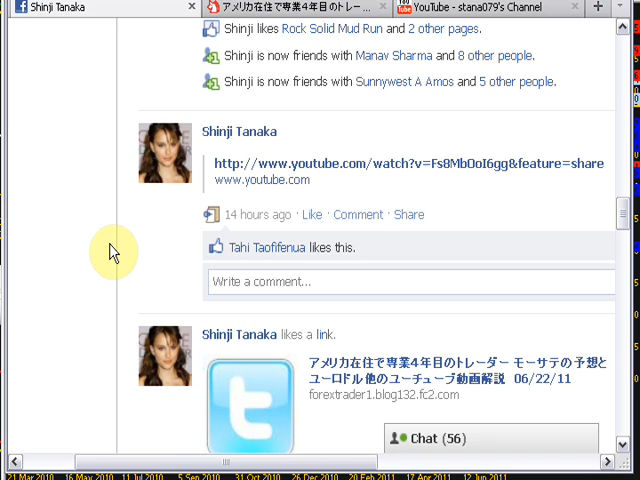 Shinji Tanaka
アメリカ在住で専業４年目のトレー...
YouTube - stana079's Channel
Shinji likes Rock Solid Mud Run and 2 other pages.
Shinji is now friends with Manav Sharma and 8 other people.
Shinji is now friends with Sunnywest A Amos and 5 other people.
Shinji Tanaka
http://www.youtube.com/watch?v=Fs8MbOoI6gg&feature=share
www.youtube.com
14 hours ago · Like · Comment · Share
Tahi Taofifenua likes this.
Write a comment...
Shinji Tanaka likes a link.
アメリカ在住で専業４年目のトレーダー モーサテの予想と
ユーロドル他のユーチューブ動画解説 06/22/11
forextrader1.blog132.fc2.com
Chat (56)
21 Mar 2010 16 May 2010 11 Jul 2010 5 Sep 2010 31 Oct 2010 26 Dec 2010 20 Feb 2011 17 Apr 2011 12 Jun 2011